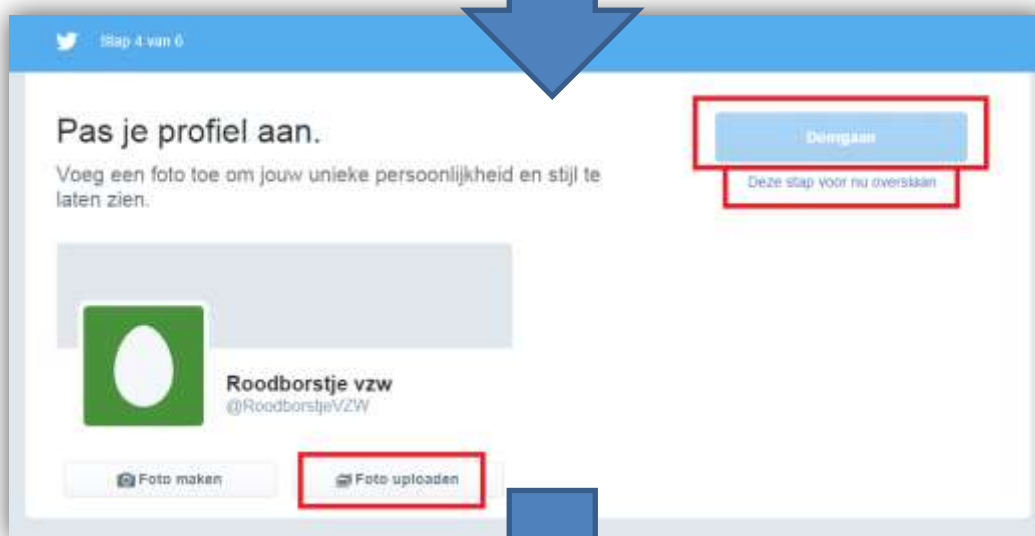 Stap 4 van 6
Pas je profiel aan.
Doorgaan
Voeg een foto toe om jouw unieke persoonlijkheid en stijl te
laten zien.
Deze stap voor nu overslaan
Roodborstje vzw
@RoodborstjeVZW
Foto maken
Foto uploaden